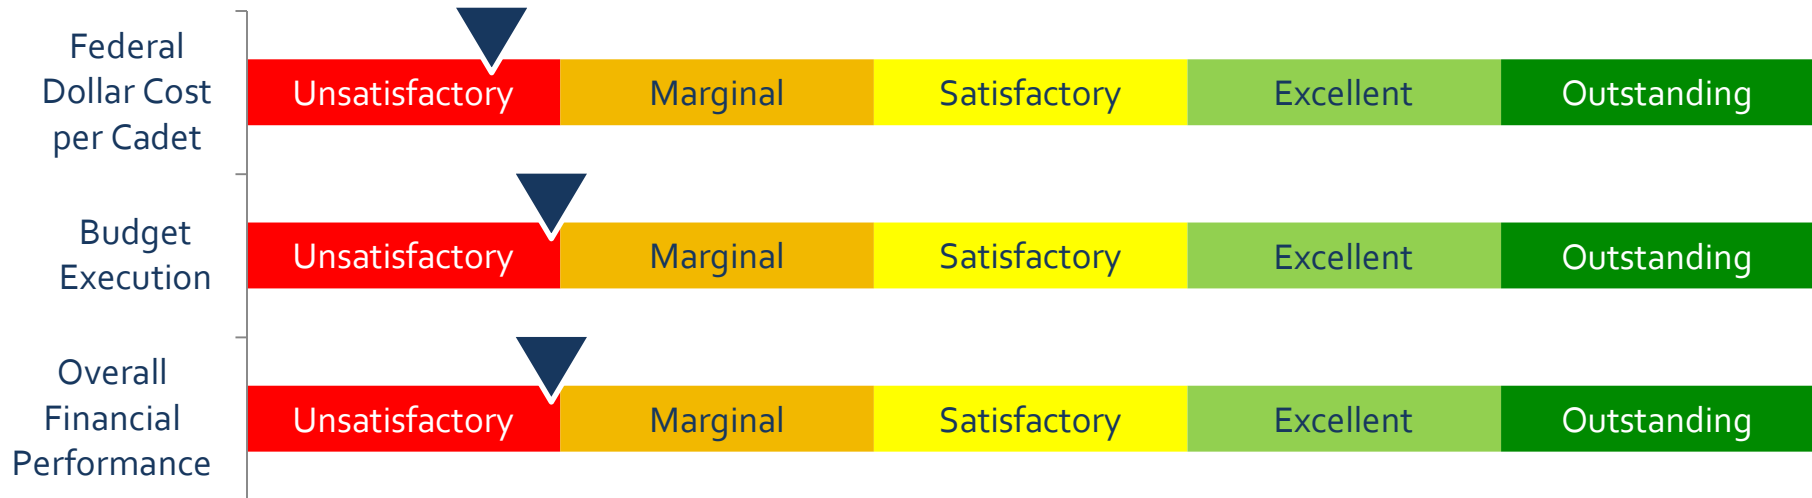 Federal
Dollar Cost
per Cadet
Unsatisfactory Marginal Satisfactory Excellent Outstanding
Budget
Execution
Unsatisfactory Marginal Satisfactory Excellent Outstanding
Overall
Financial
Performance
Unsatisfactory Marginal Satisfactory Excellent Outstanding